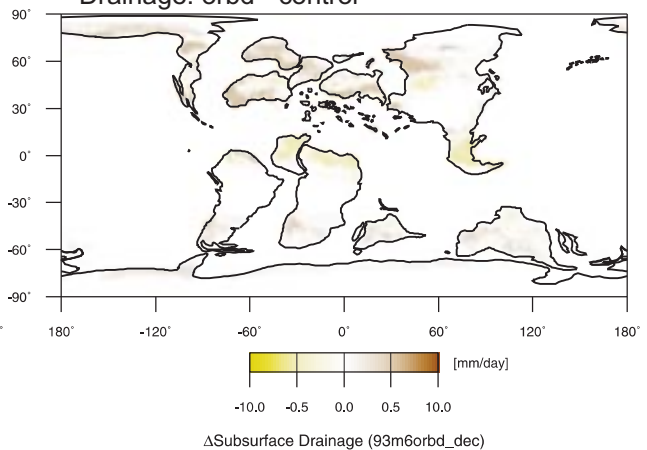 Drainage: orbd - control
90°
60°
30°
0°
-30°
-60°
-90°
180° -120° -60° 0° 60° 120° 180°
[mm/day]
-10.0 -0.5 0.0 0.5 10.0
ΔSubsurface Drainage (93m6orbd_dec)